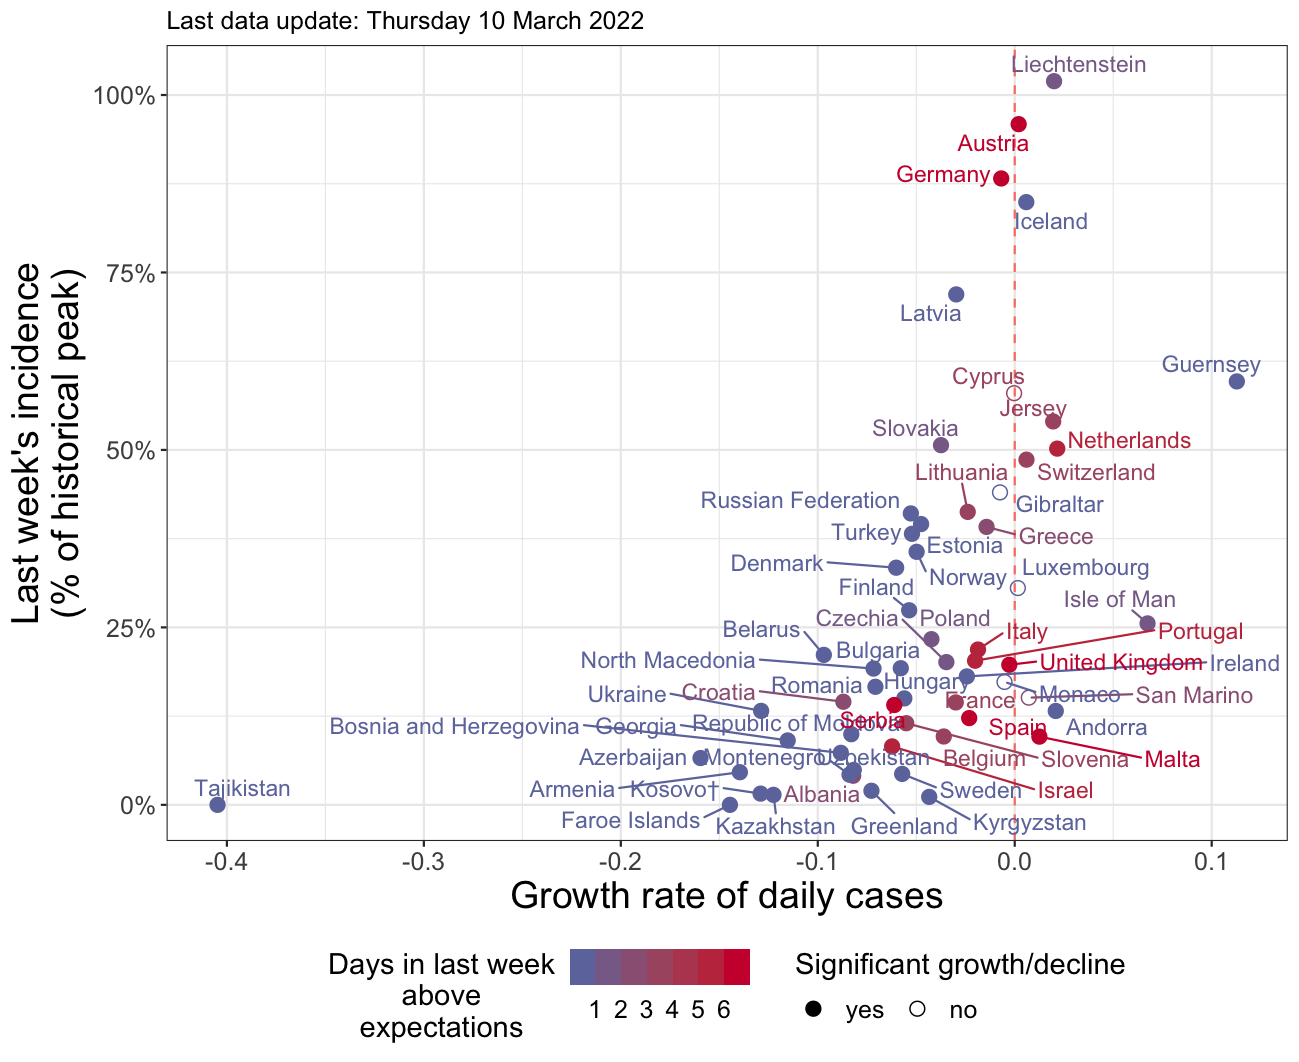 Last data update: Thursday 10 March 2022
Last week's incidence
(% of historical peak)
100%
75%
50%
25%
0%
Liechtenstein
Austria
Germany
Iceland
Latvia
Guernsey
Cyprus
Jersey
Slovakia
Netherlands
Lithuania
Switzerland
Russian Federation
Gibraltar
Turkey
Greece
Estonia
Denmark
Norway
Luxembourg
Finland
Isle of Man
Czechia
Poland
Belarus
Italy
Portugal
Bulgaria
North Macedonia
United Kingdom
Ireland
Romania
Hungary
Ukraine
Croatia
France
Monaco
San Marino
Bosnia and Herzegovina
Georgia
Republic of Moldova
Serbia
Spain
Andorra
Azerbaijan
Montenegro
Uzbekistan
Belgium
Slovenia
Malta
Tajikistan
Armenia
Kosovo†
Albania
Sweden
Israel
Faroe Islands
Kazakhstan
Greenland
Kyrgyzstan
-0.4
-0.3
-0.2
-0.1
0.0
0.1
Growth rate of daily cases
Days in last week
above
expectations
1 2 3 4 5 6
Significant growth/decline
yes
no